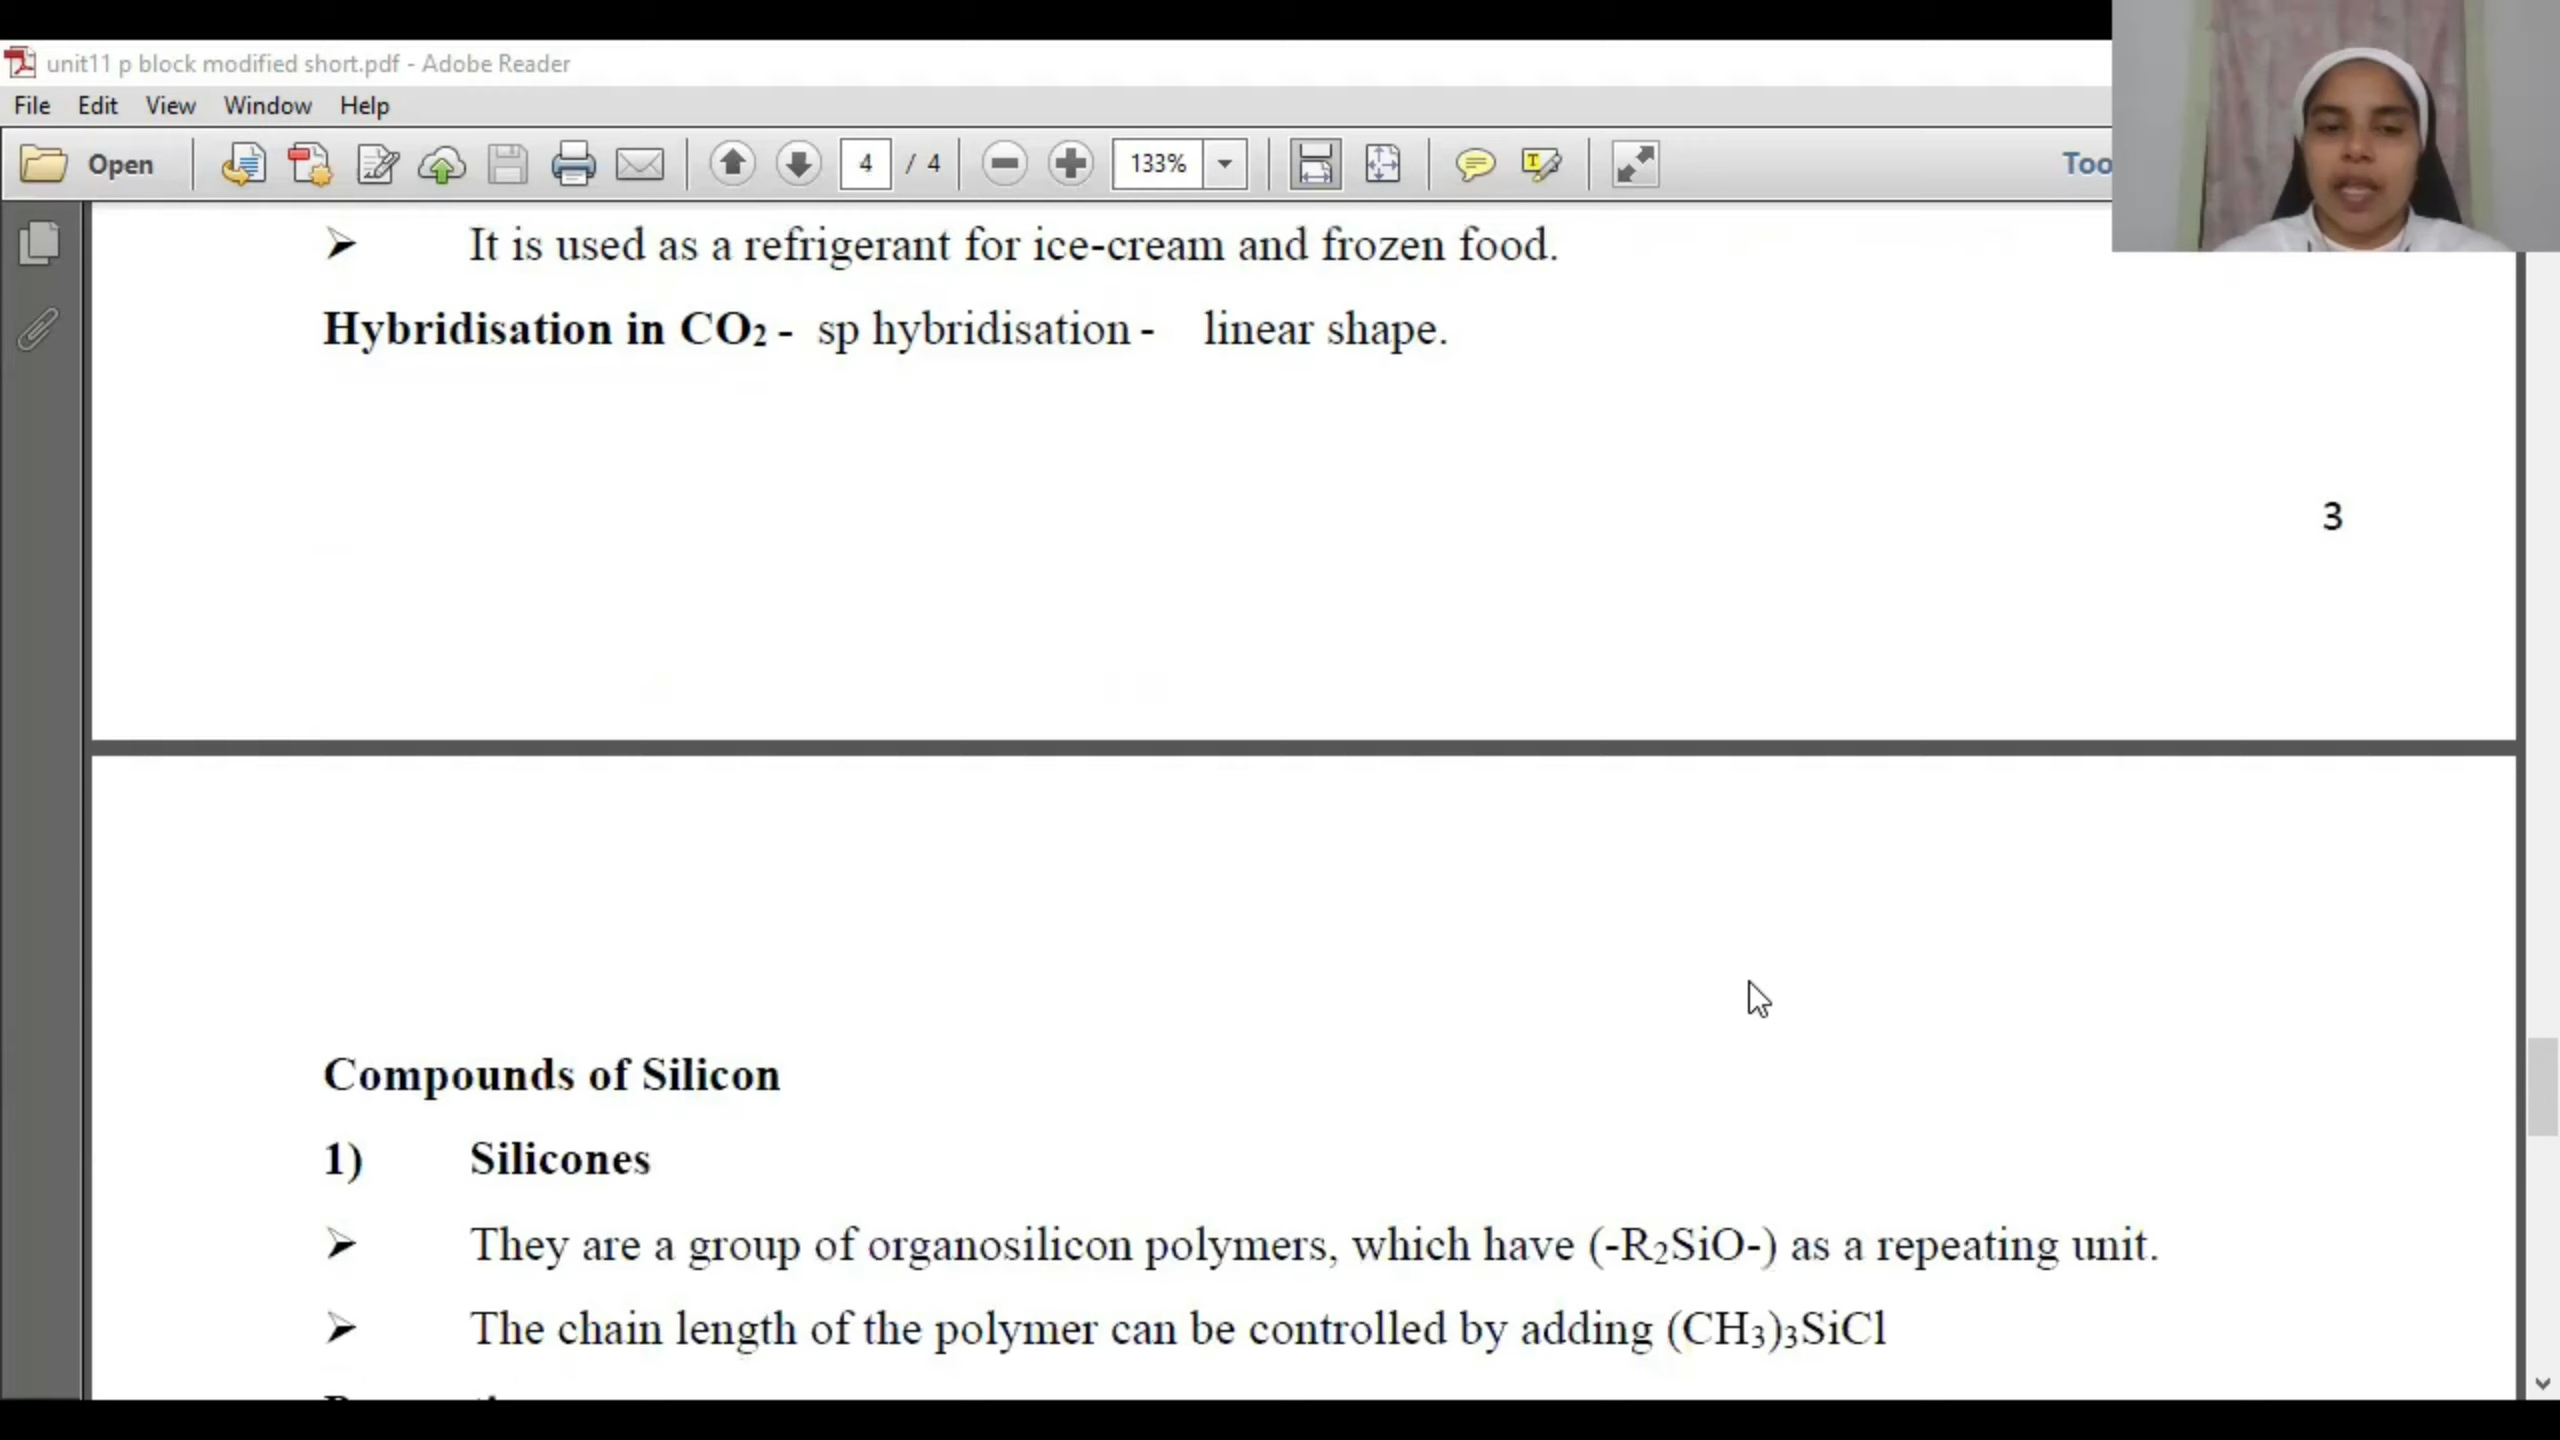 unit11 p block modified short.pdf - Adobe Reader
File Edit View Window Help
Open 4 / 4 133% Too
➢ It is used as a refrigerant for ice-cream and frozen food.
Hybridisation in CO₂ - sp hybridisation - linear shape.
3
Compounds of Silicon
1) Silicones
➢ They are a group of organosilicon polymers, which have (-R₂SiO-) as a repeating unit.
➢ The chain length of the polymer can be controlled by adding (CH₃)₃SiCl